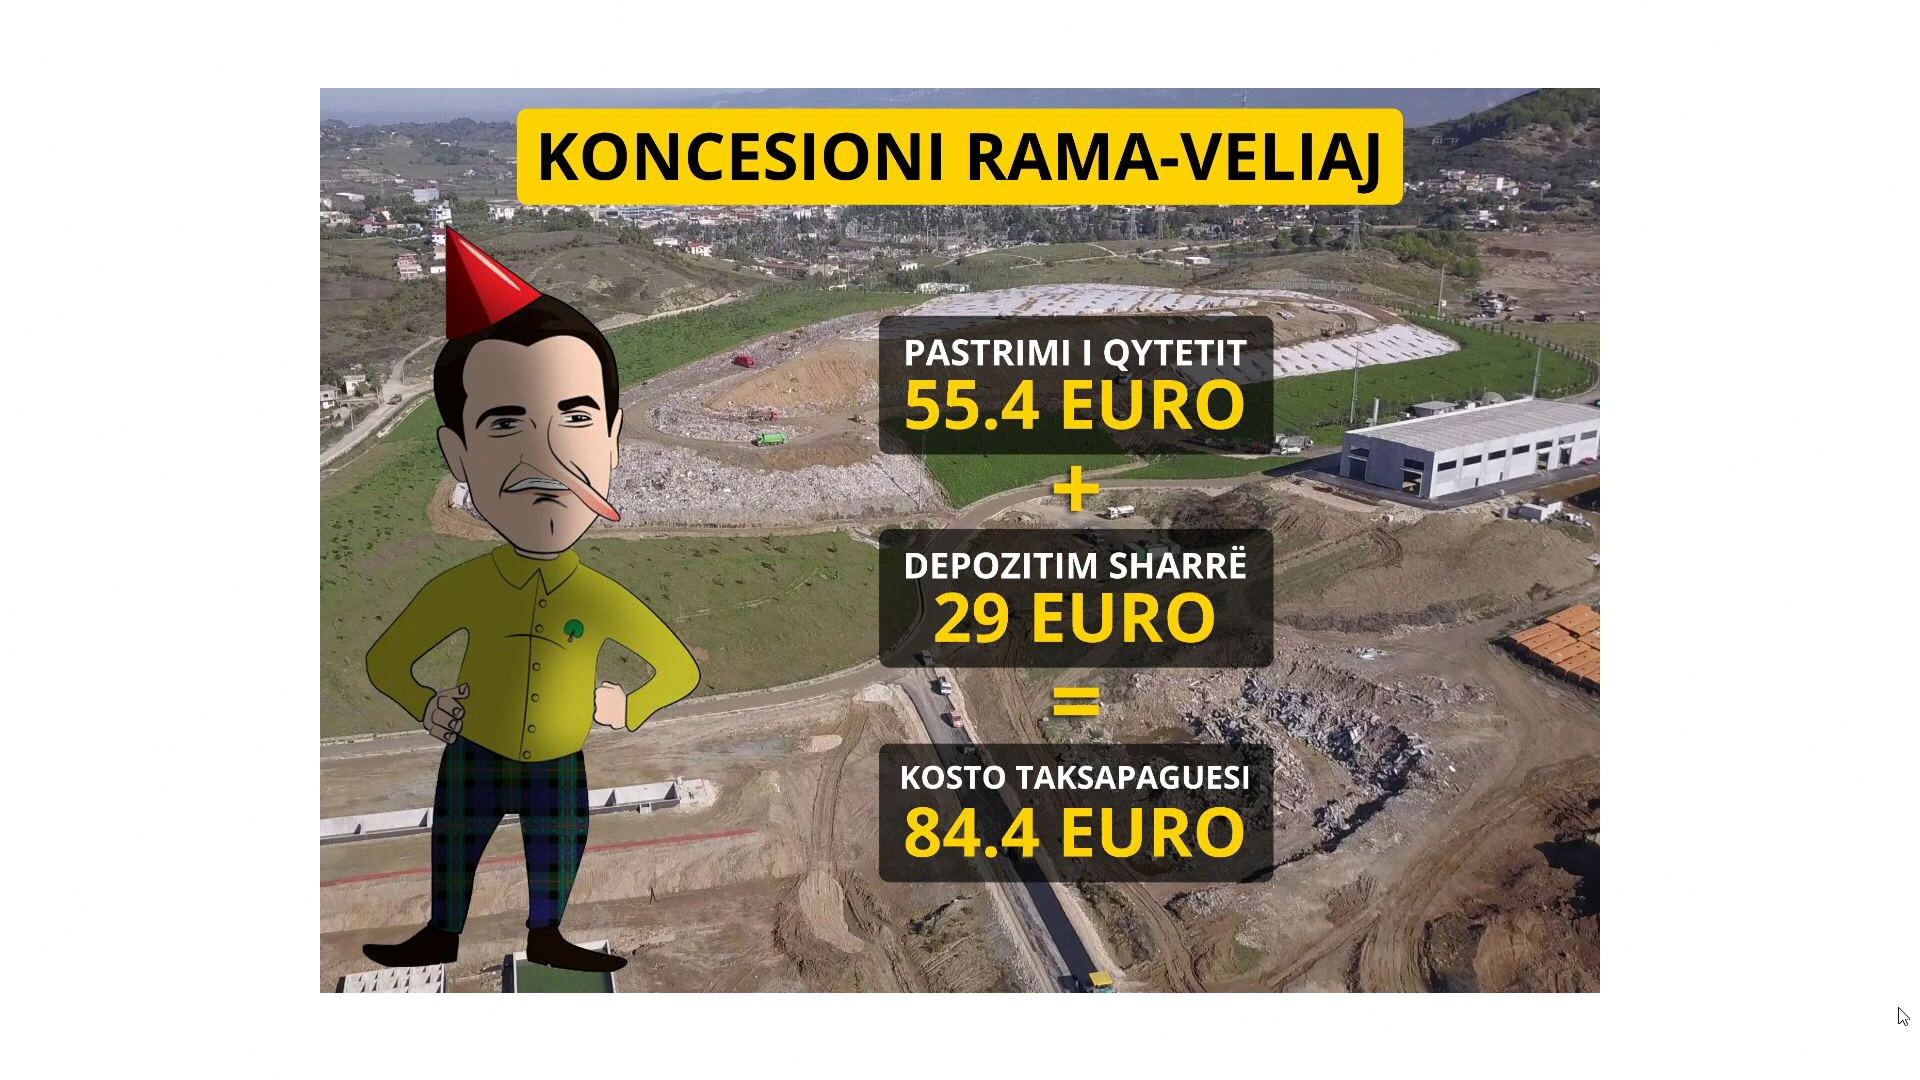 KONCESIONI RAMA-VELIAJ
PASTRIMI I QYTETIT
55.4 EURO
+
DEPOZITIM SHARRË
29 EURO
=
KOSTO TAKSAPAGUESI
84.4 EURO